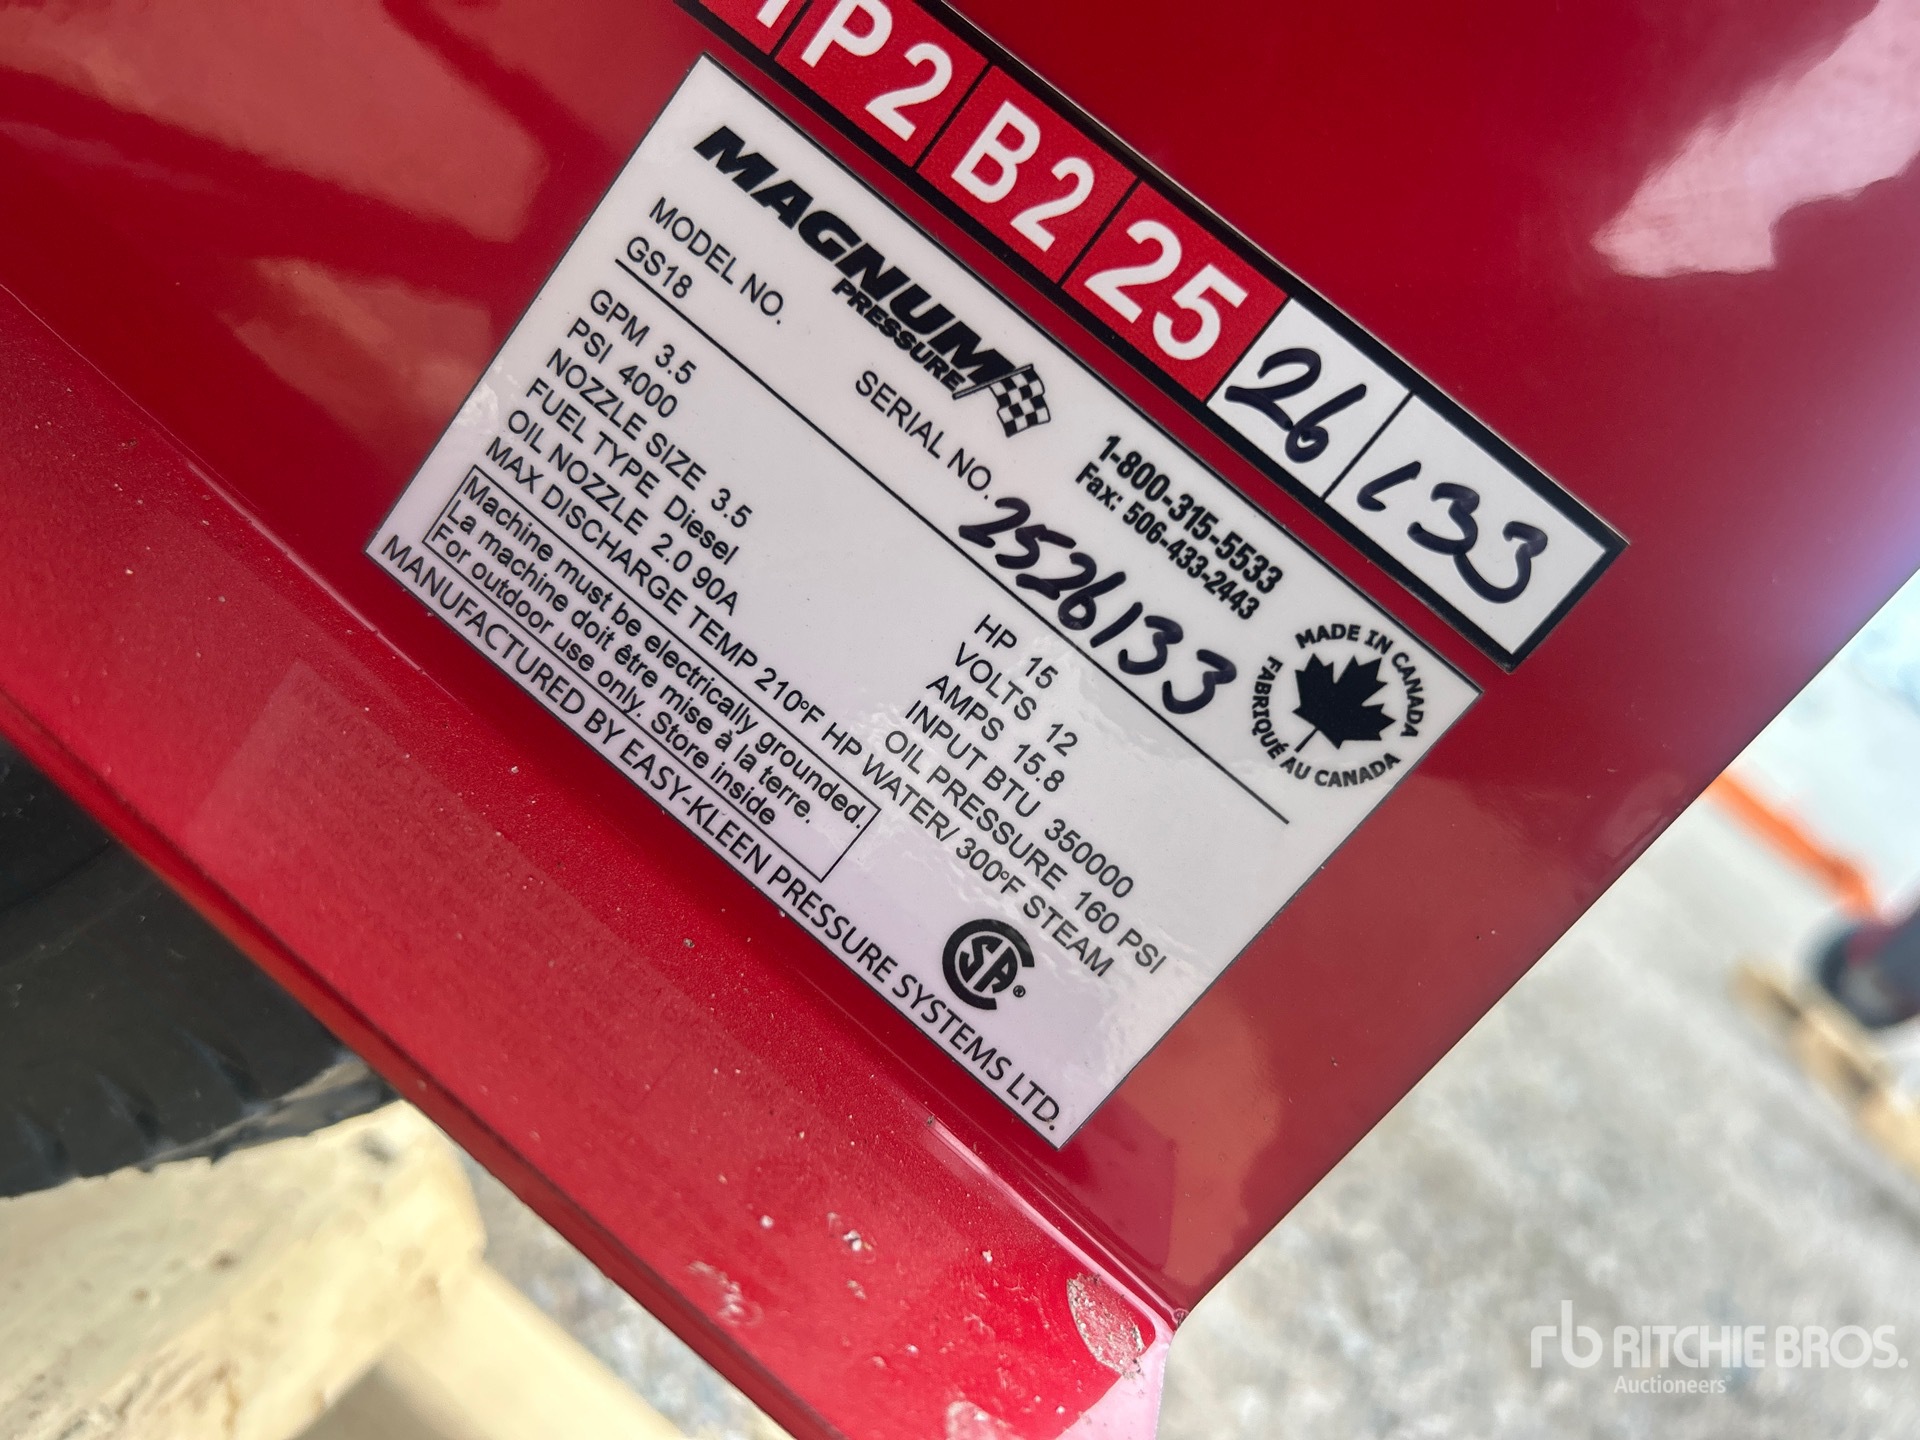 P2 B2 25 26 133
MAGNUM
PRESSURE
1-800-315-5533
Fax: 506-433-2443
MODEL NO. SERIAL NO. 2526133
GS18
MADE IN CANADA
FABRIQUÉ AU CANADA
GPM 3.5 HP 15
PSI 4000 VOLTS 12
NOZZLE SIZE 3.5 AMPS 15.8
FUEL TYPE Diesel INPUT BTU 350000
OIL NOZZLE 2.0 90A OIL PRESSURE 160 PSI
MAX DISCHARGE TEMP 210ºF HP WATER/ 300ºF STEAM
Machine must be electrically grounded.
La machine doit être mise à la terre.
For outdoor use only. Store inside
CSA®
MANUFACTURED BY EASY-KLEEN PRESSURE SYSTEMS LTD.
rb RITCHIE BROS.
Auctioneers